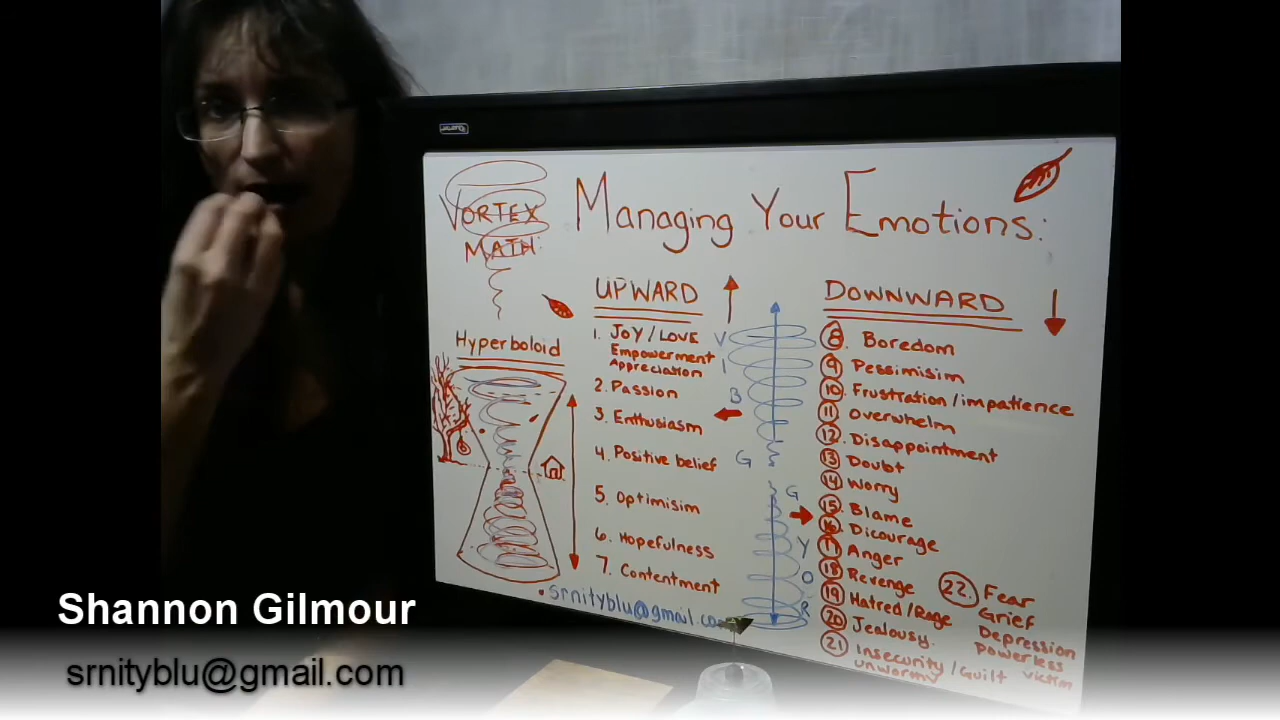 VORTEX
MATH:
Managing Your Emotions:
Hyperboloid
UPWARD
1. JOY/LOVE
Empowerment
Appreciation
2. Passion
3. Enthusiasm
4. Positive belief
5. Optimisim
6. Hopefulness
7. Contentment
V
I
B
G
G
Y
O
R
DOWNWARD
8. Boredom
9. Pessimisim
10. Frustration/impatience
11. Overwhelm
12. Disappointment
13. Doubt
14. Worry
15. Blame
16. Dicourage
17. Anger
18. Revenge
19. Hatred/Rage
20. Jealousy.
21. Insecurity/Guilt
unworthy
22. Fear
Grief
Depression
Powerless
victim
• srnityblu@gmail.com
Shannon Gilmour
srnityblu@gmail.com